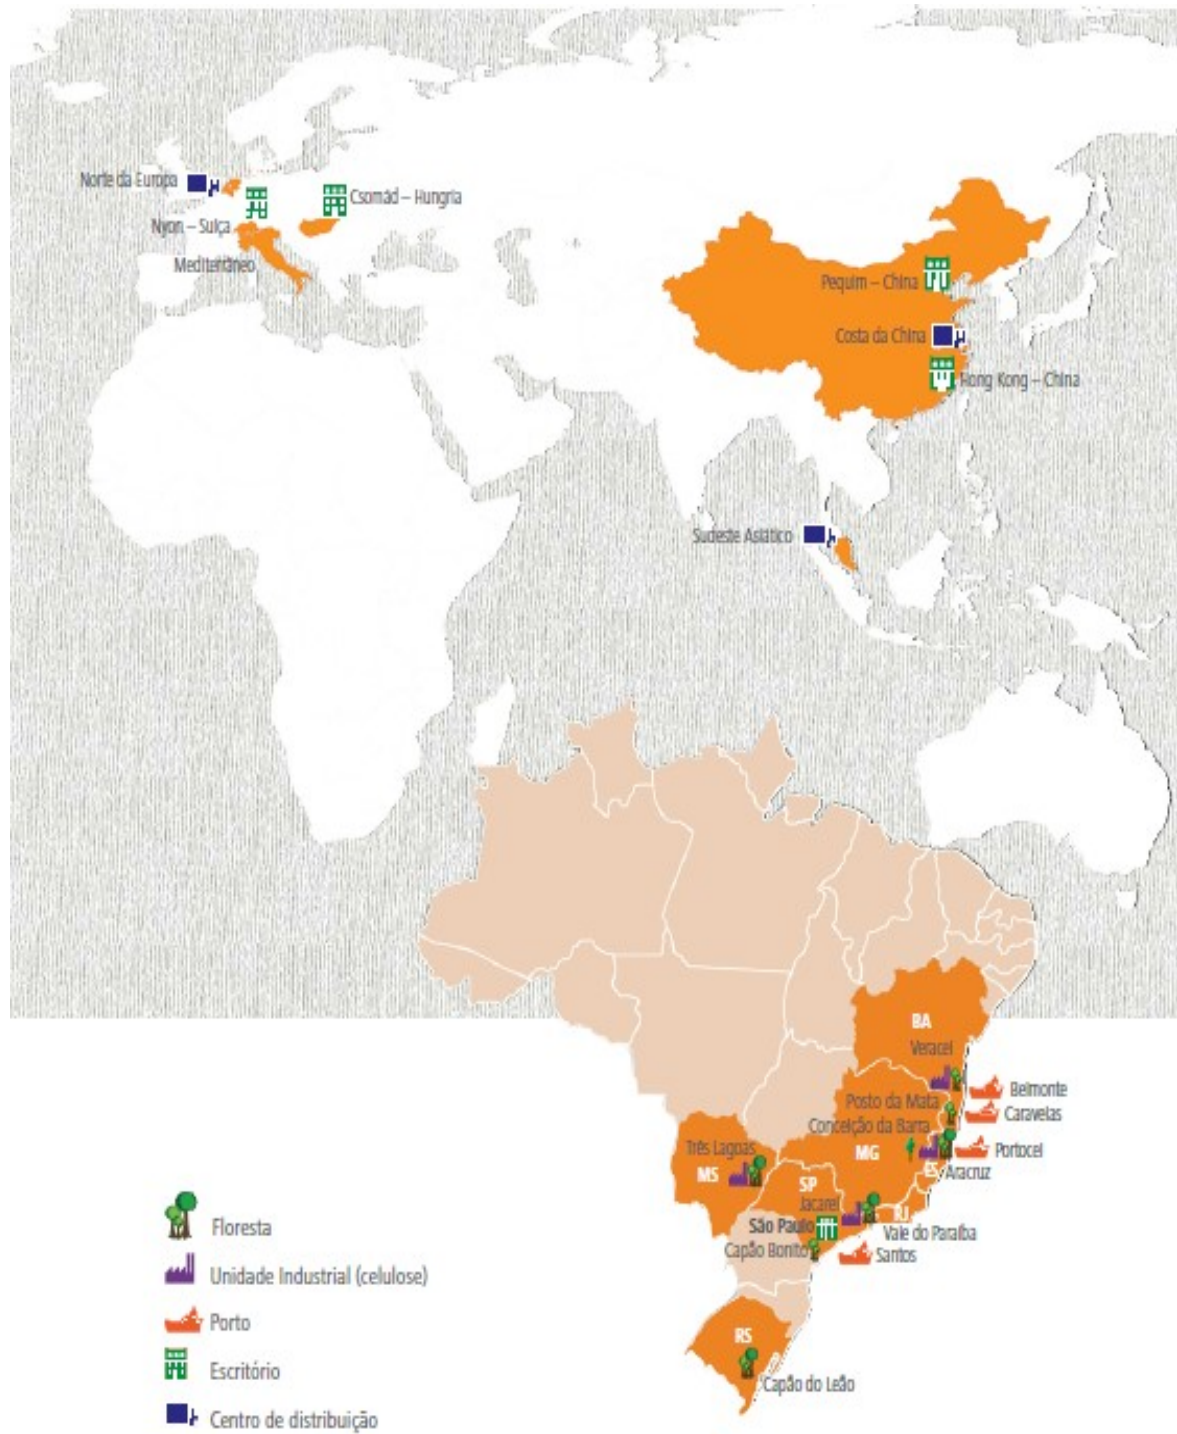 Norte da Europa
Csomád – Hungria
Nyon – Suíça
Mediterrâneo
Pequim – China
Costa da China
Hong Kong – China
Sudeste Asiático
BA
Veracel
Belmonte
Posto da Mata
Caravelas
Conceição da Barra
Três Lagoas
MG
Portocel
MS
ES
Aracruz
SP
Jacareí
RJ
São Paulo
Vale do Paraíba
Capão Bonito
Santos
Floresta
Unidade Industrial (celulose)
Porto
RS
Escritório
Capão do Leão
Centro de distribuição